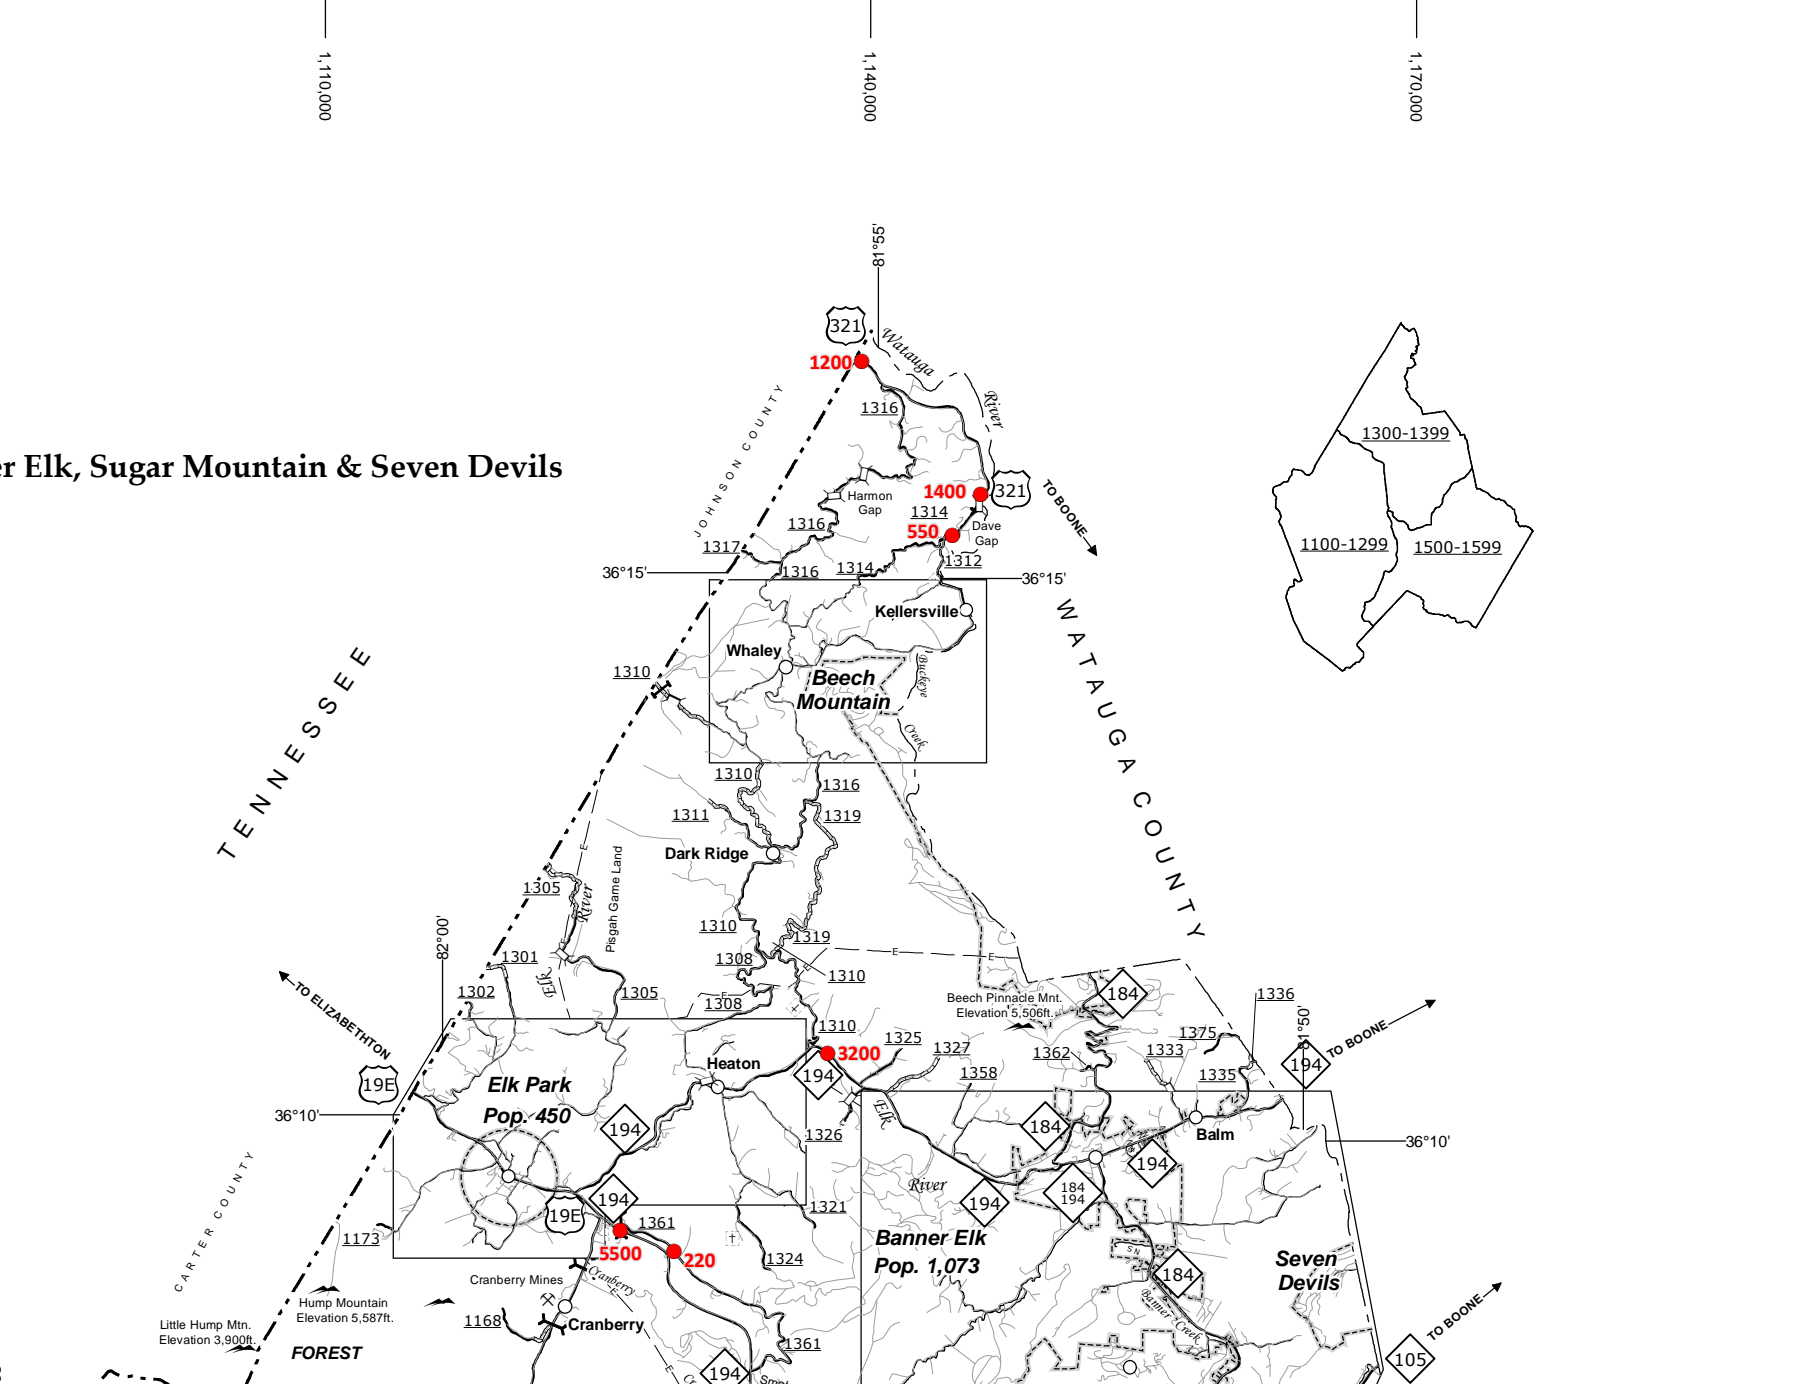 1,110,000
1,140,000
1,170,000
81°55'
321
Watauga
1200
River
1316
1300-1399
er Elk, Sugar Mountain & Seven Devils
JOHNSON COUNTY
1400
321
TO BOONE
Harmon
Gap
1314
1316
550
Dave
Gap
1317
1100-1299
1500-1599
1312
36°15'
1316
1314
36°15'
Kellersville
WATAUGA COUNTY
Whaley
TENNESSEE
1310
Beech
Mountain
Buckeye
Creek
1310
1316
1311
1319
Dark Ridge
E
Pisgah Game Land
1305
River
82°00'
1310
1319
E
1301
1308
E
E
E
1310
Elk
TO ELIZABETHTON
1302
1305
E
1308
Beech Pinnacle Mnt.
Elevation 5,506ft.
184
1336
81°50'
TO BOONE
1310
1325
1375
3200
1327
1362
1333
194
Heaton
1358
1335
194
19E
Elk Park
Pop. 450
Elk
36°10'
194
1326
184
Balm
36°10'
194
River
184
194
194
194
1321
19E
1361
CARTER COUNTY
1173
5500
220
1324
Banner Elk
Pop. 1,073
SN
Seven
Devils
184
Cranberry Mines
Cranberry
E
Hump Mountain
Elevation 5,587ft.
Banner Creek
TO BOONE
1168
Cranberry
Little Hump Mtn.
Elevation 3,900ft.
1361
FOREST
E
194
105